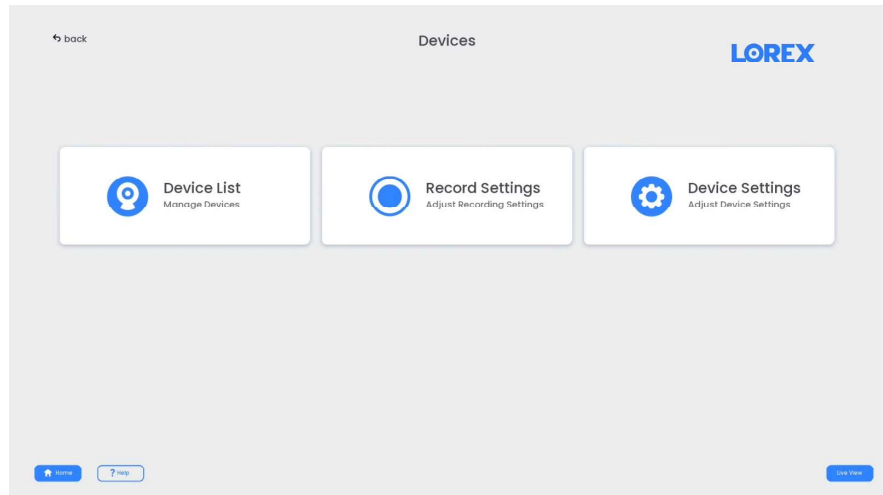 back
Devices
LOREX
Device List
Manage Devices
Record Settings
Adjust Recording Settings
Device Settings
Adjust Device Settings
Home
? Help
Live View